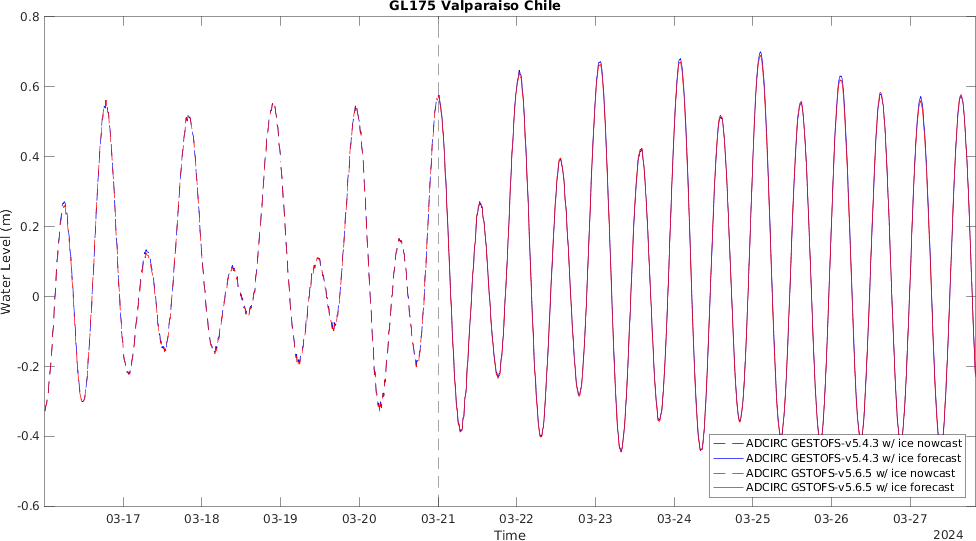 GL175 Valparaiso Chile
0.8
0.6
0.4
0.2
0
-0.2
-0.4
-0.6
Water Level (m)
ADCIRC GESTOFS-v5.4.3 w/ ice nowcast
ADCIRC GESTOFS-v5.4.3 w/ ice forecast
ADCIRC GSTOFS-v5.6.5 w/ ice nowcast
ADCIRC GSTOFS-v5.6.5 w/ ice forecast
03-17 03-18 03-19 03-20 03-21 03-22 03-23 03-24 03-25 03-26 03-27
Time
2024